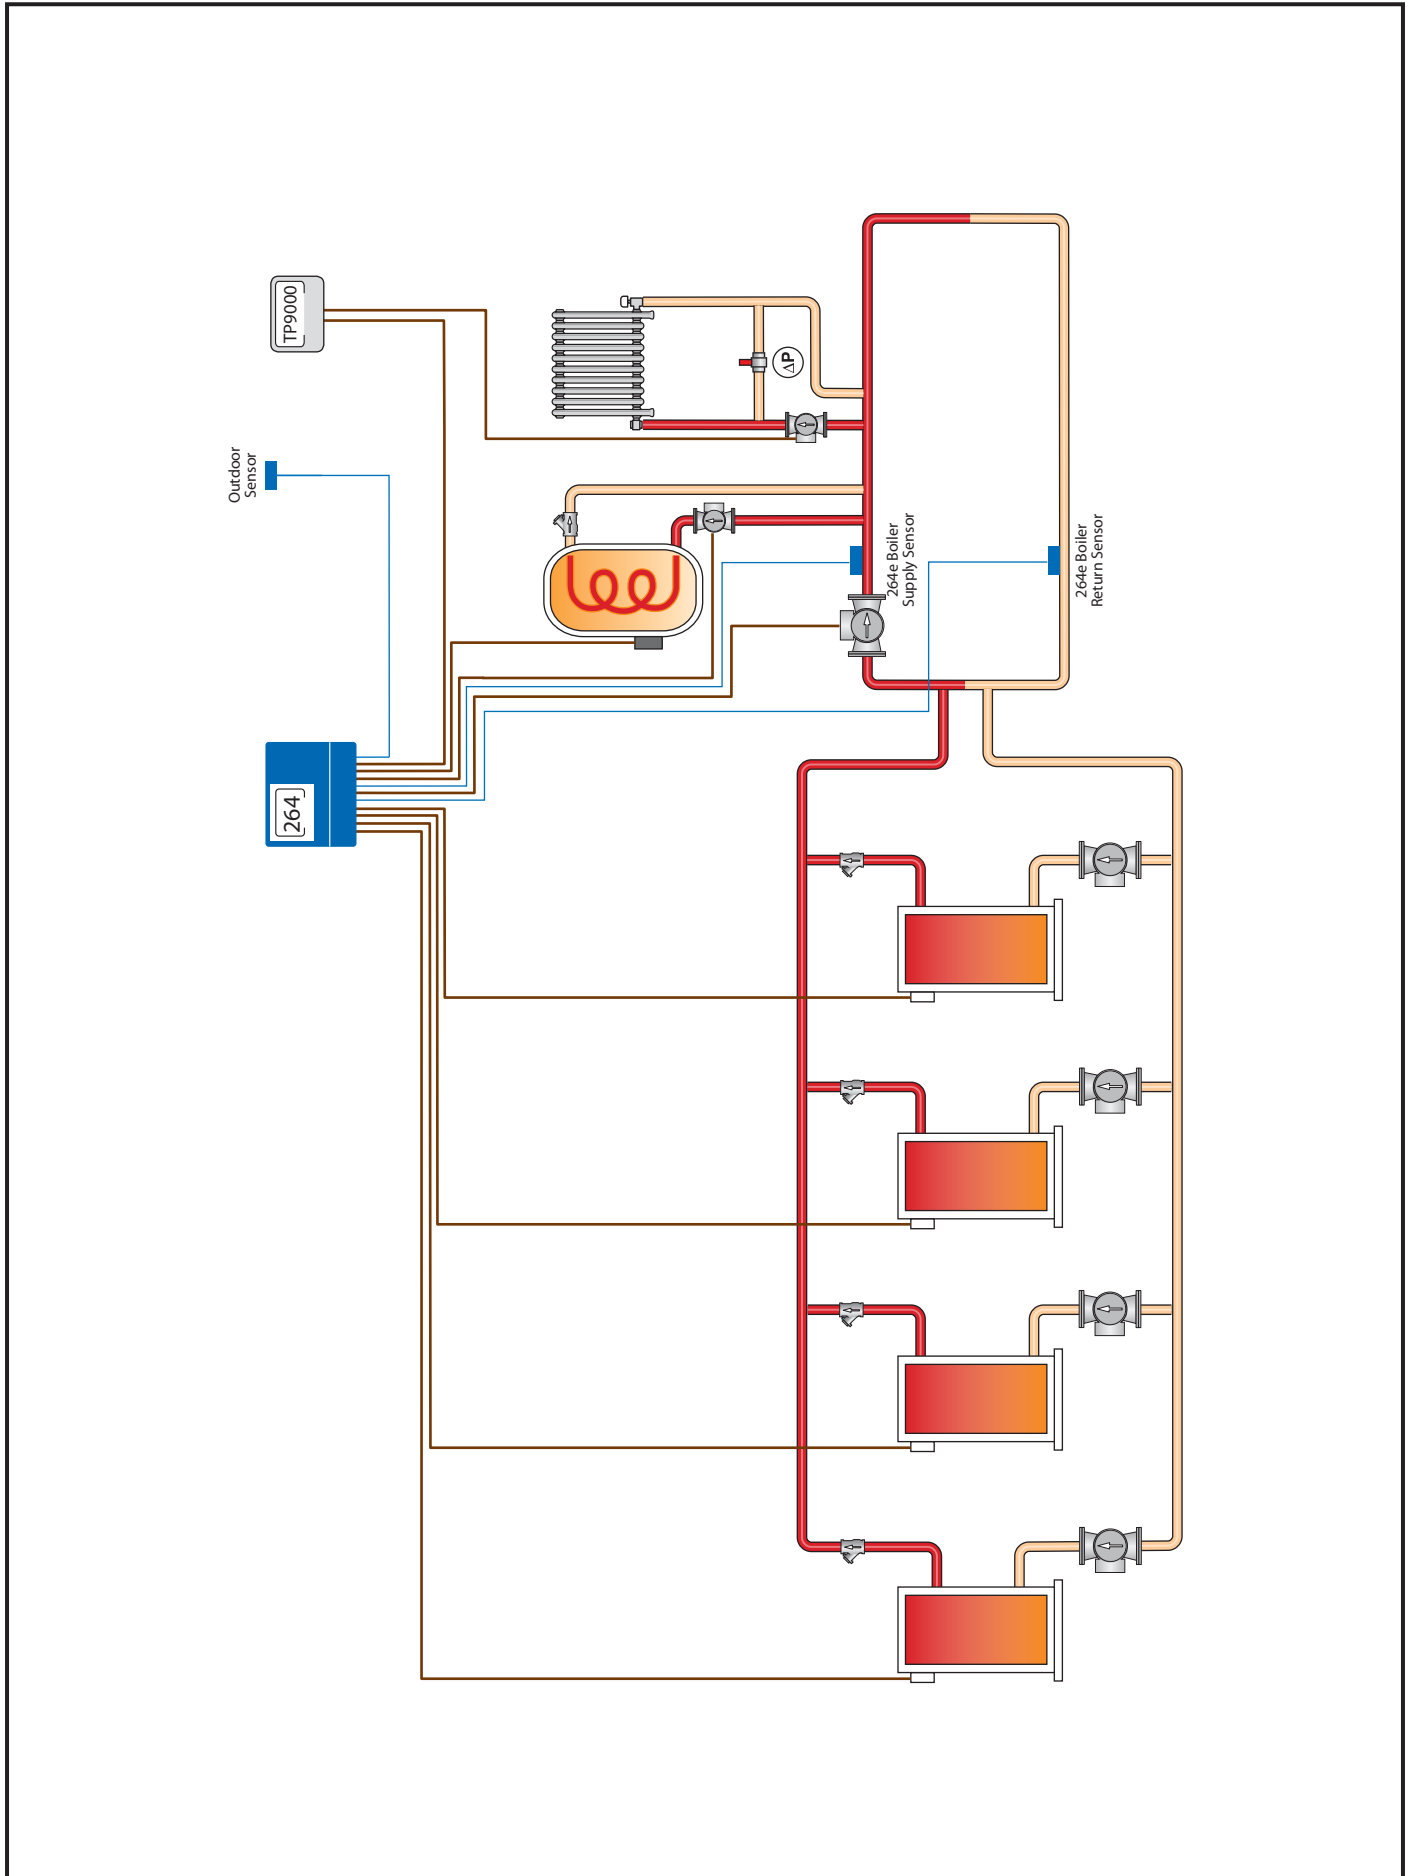 264
Outdoor
Sensor
TP9000
ΔP
264e Boiler
Supply Sensor
264e Boiler
Return Sensor